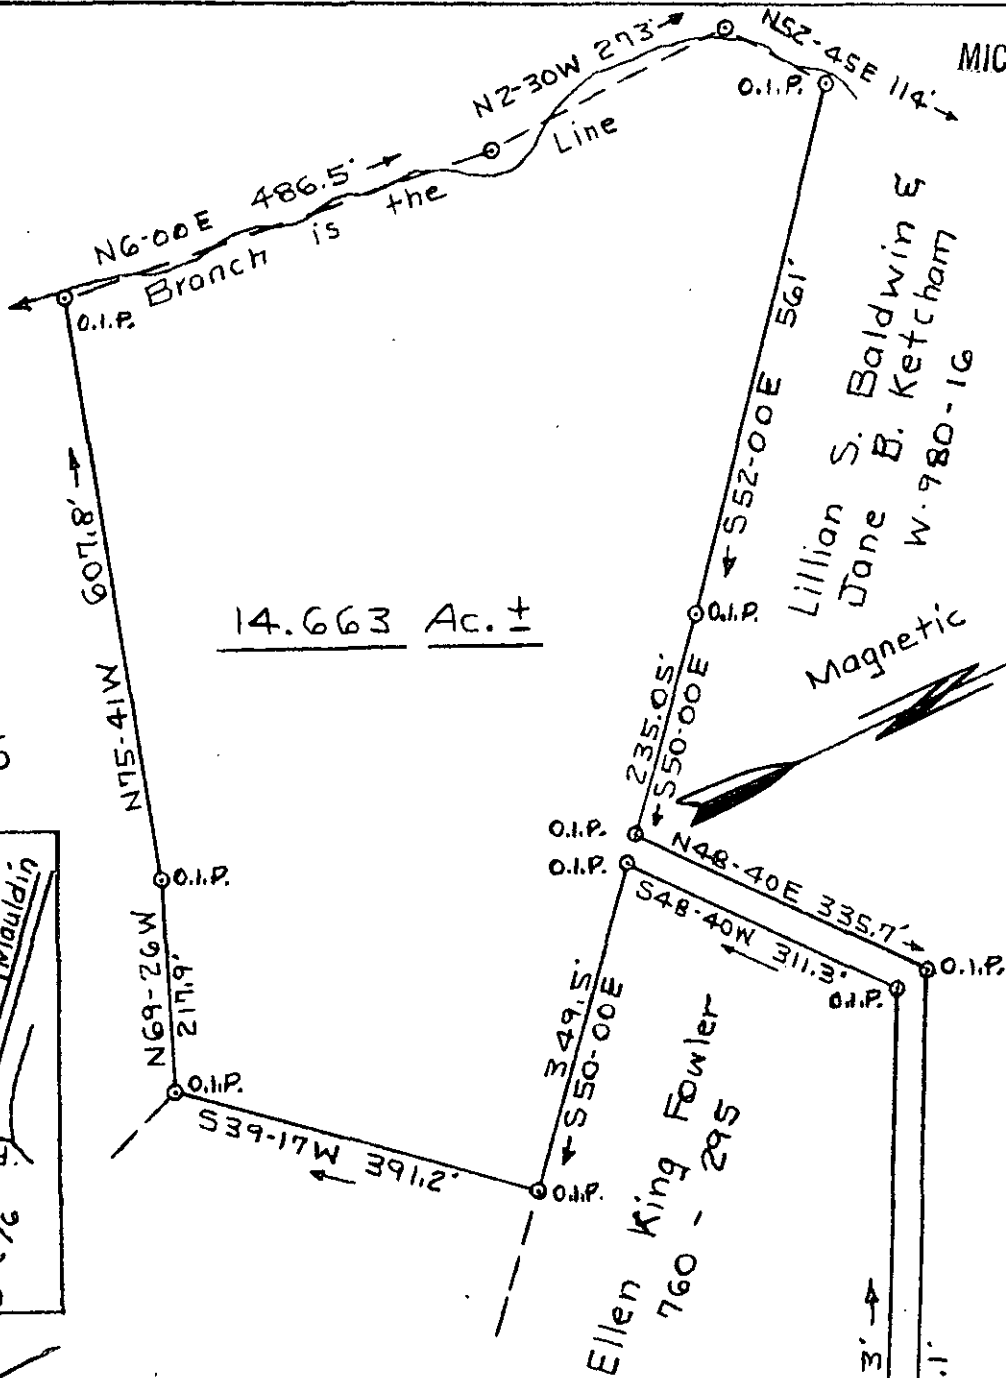 MIC
N52-45E 114'
N2-30W 273'
O.I.P.
N6-00E 486.5'
Branch is the Line
O.I.P.
S52-00E 561'
Lillian S. Baldwin &
Jane B. Ketcham
W-980-16
N75-41W 607.8'
14.663 Ac. ±
O.I.P.
Magnetic
235.05'
S50-00E
O.I.P.
O.I.P.
N48-40E 335.7'
S48-40W 311.3'
O.I.P.
O.I.P.
Mauldin
O.I.P.
N69-26W
217.9'
O.I.P.
349.5'
S50-00E
S39-17W 391.2'
O.I.P.
Ellen King Fowler
760 - 295
3'
.1'